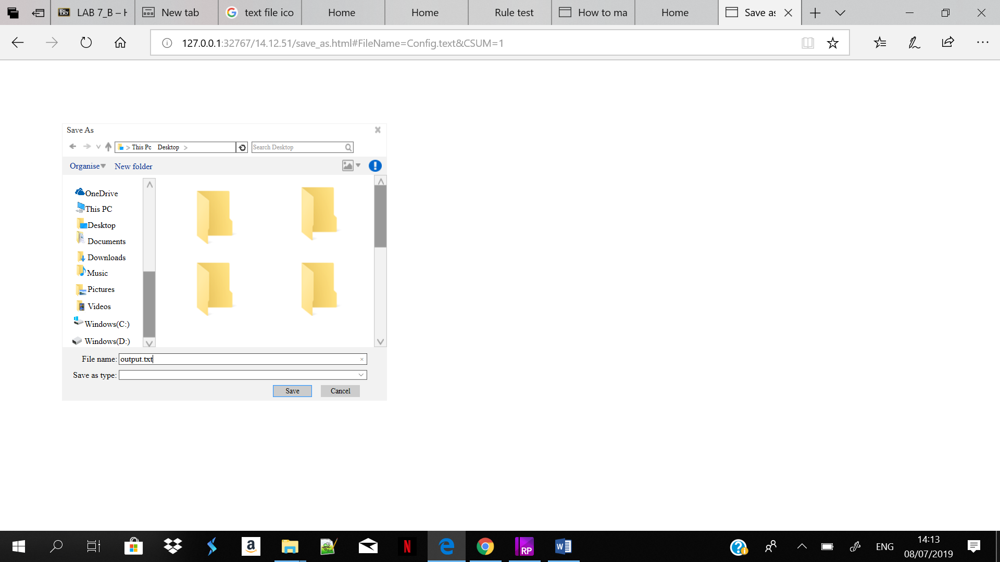 Bb LAB 7_B – H
New tab
G text file ico
Home
Home
Rule test
How to ma
Home
Save as
127.0.0.1:32767/14.12.51/save_as.html#FileName=Config.text&CSUM=1
Save As
> This Pc Desktop >
Search Desktop
Organise New folder
OneDrive
This PC
Desktop
Documents
Downloads
Music
Pictures
Videos
Windows(C:)
Windows(D:)
File name: output.txt
Save as type:
Save Cancel
a
N
RP
W
ENG
14:13
08/07/2019